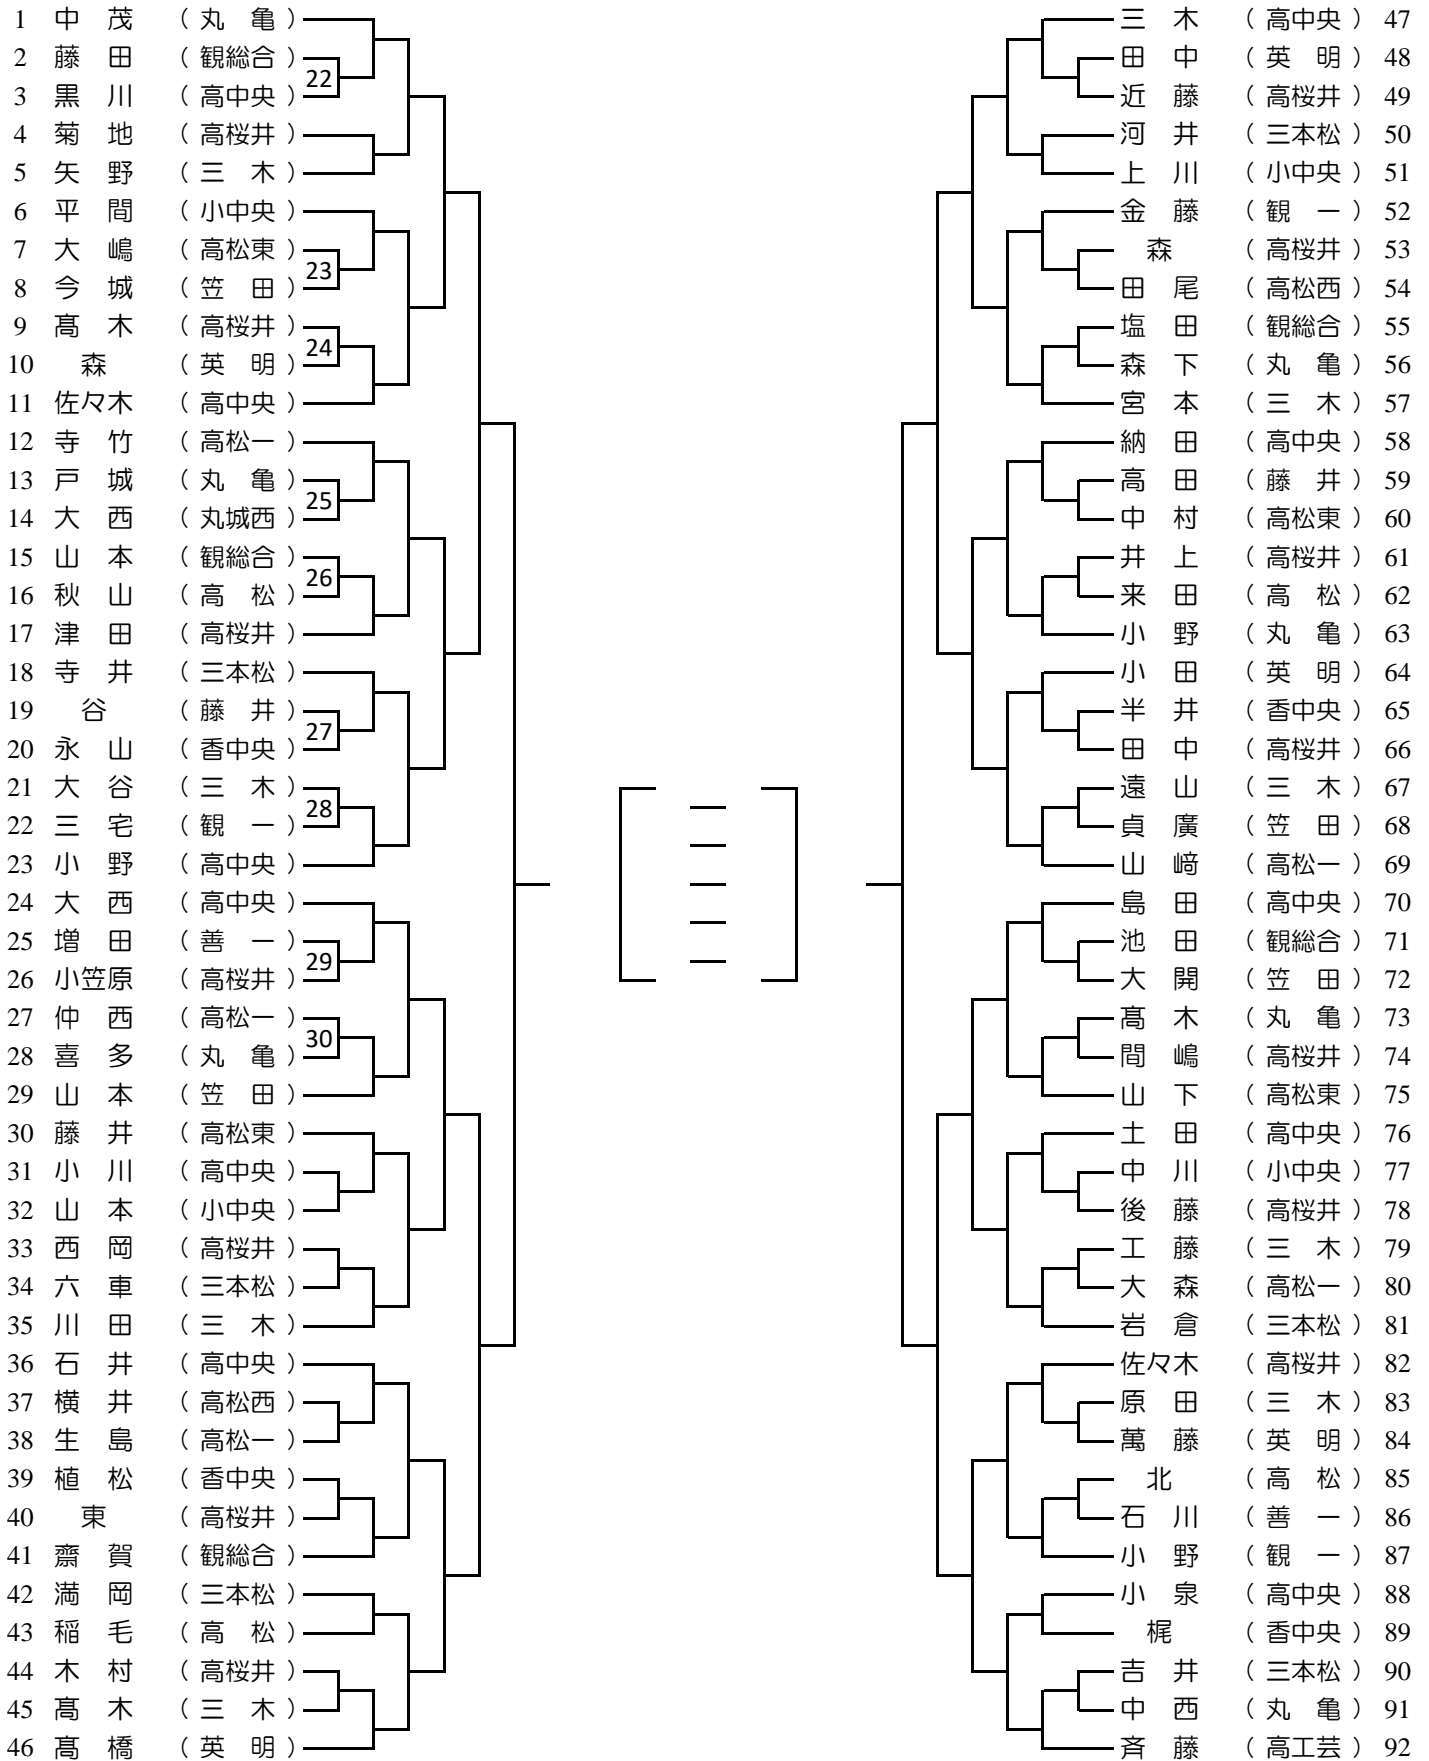 1 中 茂 （ 丸 亀 ）
2 藤 田 （ 観総合 ）
22
3 黒 川 （ 高中央 ）
4 菊 地 （ 高桜井 ）
5 矢 野 （ 三 木 ）
6 平 間 （ 小中央 ）
7 大 嶋 （ 高松東 ）
23
8 今 城 （ 笠 田 ）
9 髙 木 （ 高桜井 ）
24
10 森 （ 英 明 ）
11 佐々木 （ 高中央 ）
12 寺 竹 （ 高松一 ）
13 戸 城 （ 丸 亀 ）
25
14 大 西 （ 丸城西 ）
15 山 本 （ 観総合 ）
26
16 秋 山 （ 高 松 ）
17 津 田 （ 高桜井 ）
18 寺 井 （ 三本松 ）
19 谷 （ 藤 井 ）
27
20 永 山 （ 香中央 ）
21 大 谷 （ 三 木 ）
28
22 三 宅 （ 観 一 ）
23 小 野 （ 高中央 ）
24 大 西 （ 高中央 ）
25 増 田 （ 善 一 ）
29
26 小笠原 （ 高桜井 ）
27 仲 西 （ 高松一 ）
30
28 喜 多 （ 丸 亀 ）
29 山 本 （ 笠 田 ）
30 藤 井 （ 高松東 ）
31 小 川 （ 高中央 ）
32 山 本 （ 小中央 ）
33 西 岡 （ 高桜井 ）
34 六 車 （ 三本松 ）
35 川 田 （ 三 木 ）
36 石 井 （ 高中央 ）
37 横 井 （ 高松西 ）
38 生 島 （ 高松一 ）
39 植 松 （ 香中央 ）
40 東 （ 高桜井 ）
41 齋 賀 （ 観総合 ）
42 満 岡 （ 三本松 ）
43 稲 毛 （ 高 松 ）
44 木 村 （ 高桜井 ）
45 髙 木 （ 三 木 ）
46 髙 橋 （ 英 明 ）
三 木 （ 高中央 ） 47
田 中 （ 英 明 ） 48
近 藤 （ 高桜井 ） 49
河 井 （ 三本松 ） 50
上 川 （ 小中央 ） 51
金 藤 （ 観 一 ） 52
森 （ 高桜井 ） 53
田 尾 （ 高松西 ） 54
塩 田 （ 観総合 ） 55
森 下 （ 丸 亀 ） 56
宮 本 （ 三 木 ） 57
納 田 （ 高中央 ） 58
高 田 （ 藤 井 ） 59
中 村 （ 高松東 ） 60
井 上 （ 高桜井 ） 61
来 田 （ 高 松 ） 62
小 野 （ 丸 亀 ） 63
小 田 （ 英 明 ） 64
半 井 （ 香中央 ） 65
田 中 （ 高桜井 ） 66
遠 山 （ 三 木 ） 67
貞 廣 （ 笠 田 ） 68
山 﨑 （ 高松一 ） 69
島 田 （ 高中央 ） 70
池 田 （ 観総合 ） 71
大 開 （ 笠 田 ） 72
髙 木 （ 丸 亀 ） 73
間 嶋 （ 高桜井 ） 74
山 下 （ 高松東 ） 75
土 田 （ 高中央 ） 76
中 川 （ 小中央 ） 77
後 藤 （ 高桜井 ） 78
工 藤 （ 三 木 ） 79
大 森 （ 高松一 ） 80
岩 倉 （ 三本松 ） 81
佐々木 （ 高桜井 ） 82
原 田 （ 三 木 ） 83
萬 藤 （ 英 明 ） 84
北 （ 高 松 ） 85
石 川 （ 善 一 ） 86
小 野 （ 観 一 ） 87
小 泉 （ 高中央 ） 88
梶 （ 香中央 ） 89
吉 井 （ 三本松 ） 90
中 西 （ 丸 亀 ） 91
斉 藤 （ 高工芸 ） 92